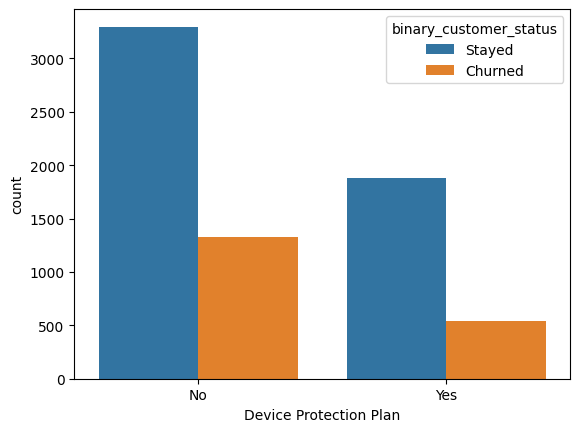 binary_customer_status
Stayed
Churned
3000
2500
2000
1500
1000
500
0
count
No
Yes
Device Protection Plan